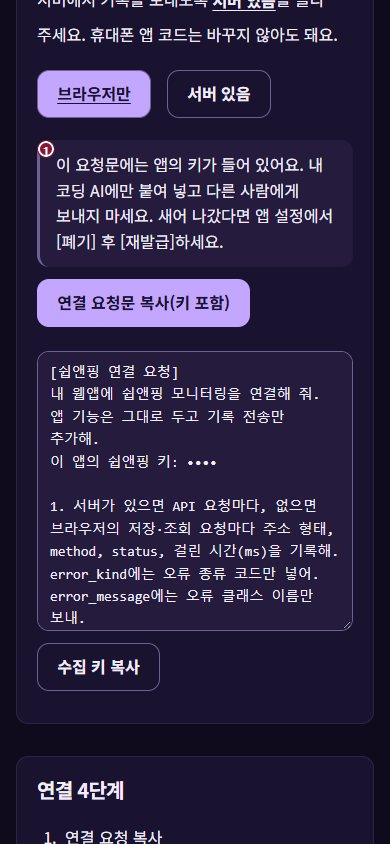 서버에서 기록을 보내도록 서버 있음을 눌러
주세요. 휴대폰 앱 코드는 바꾸지 않아도 돼요.
브라우저만
서버 있음
1
이 요청문에는 앱의 키가 들어 있어요. 내
코딩 AI에만 붙여 넣고 다른 사람에게
보내지 마세요. 새어 나갔다면 앱 설정에서
[폐기] 후 [재발급]하세요.
연결 요청문 복사(키 포함)
[쉽앤핑 연결 요청]
내 웹앱에 쉽앤핑 모니터링을 연결해 줘.
앱 기능은 그대로 두고 기록 전송만
추가해.
이 앱의 쉽앤핑 키: ••••
1. 서버가 있으면 API 요청마다, 없으면
브라우저의 저장·조회 요청마다 주소 형태,
method, status, 걸린 시간(ms)을 기록해.
error_kind에는 오류 종류 코드만 넣어.
error_message에는 오류 클래스 이름만
보내.
수집 키 복사
연결 4단계
1. 연결 요청 복사